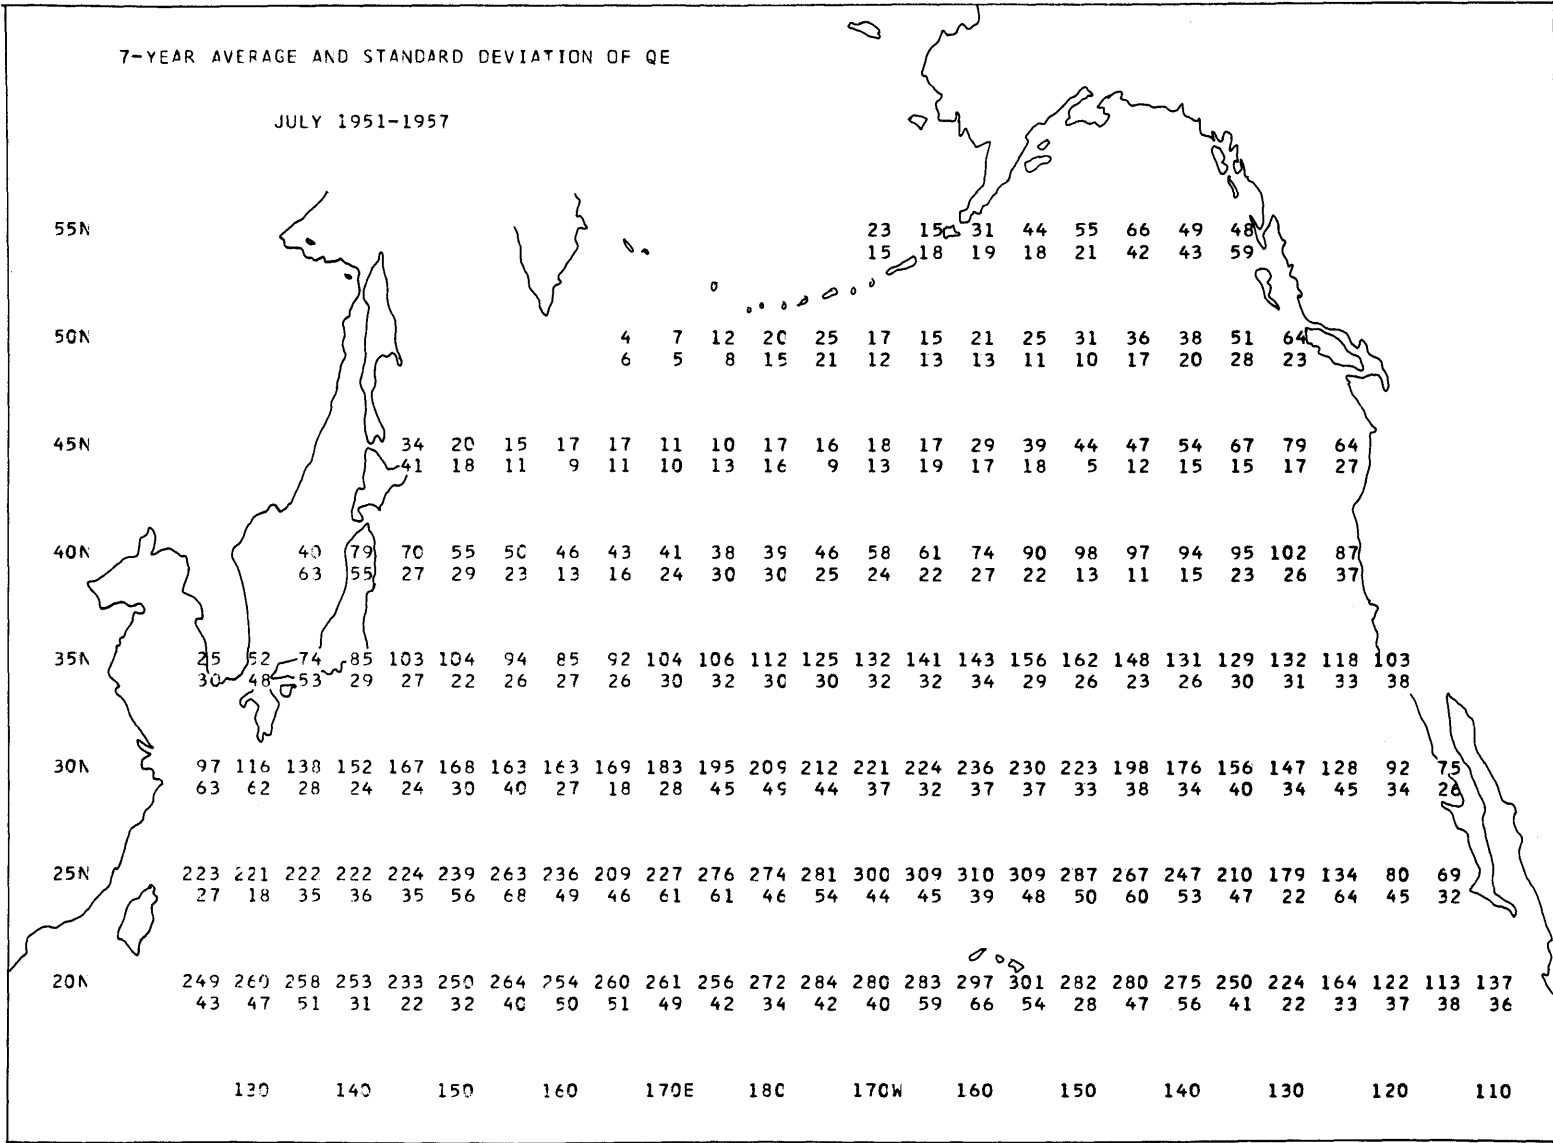 7-YEAR AVERAGE AND STANDARD DEVIATION OF QE
JULY 1951-1957
55N 23 15 31 44 55 66 49 48
15 18 19 18 21 42 43 59
50N 4 7 12 20 25 17 15 21 25 31 36 38 51 64
6 5 8 15 21 12 13 13 11 10 17 20 28 23
45N 34 20 15 17 17 11 10 17 16 18 17 29 39 44 47 54 67 79 64
41 18 11 9 11 10 13 16 9 13 19 17 18 5 12 15 15 17 27
40N 40 79 70 55 50 46 43 41 38 39 46 58 61 74 90 98 97 94 95 102 87
63 55 27 29 23 13 16 24 30 30 25 24 22 27 22 13 11 15 23 26 37
35N 25 52 74 85 103 104 94 85 92 104 106 112 125 132 141 143 156 162 148 131 129 132 118 103
30 48 53 29 27 22 26 27 26 30 32 30 30 32 32 34 29 26 23 26 30 31 33 38
30N 97 116 138 152 167 168 163 163 169 183 195 209 212 221 224 236 230 223 198 176 156 147 128 92 75
63 62 28 24 24 30 40 27 18 28 45 49 44 37 32 37 37 33 38 34 40 34 45 34 26
25N 223 221 222 222 224 239 263 236 209 227 276 274 281 300 309 310 309 287 267 247 210 179 134 80 69
27 18 35 36 35 56 68 49 46 61 61 46 54 44 45 39 48 50 60 53 47 22 64 45 32
20N 249 260 258 253 233 250 264 254 260 261 256 272 284 280 283 297 301 282 280 275 250 224 164 122 113 137
43 47 51 31 22 32 40 50 51 49 42 34 42 40 59 66 54 28 47 56 41 22 33 37 38 36
130 140 150 160 170E 180 170W 160 150 140 130 120 110